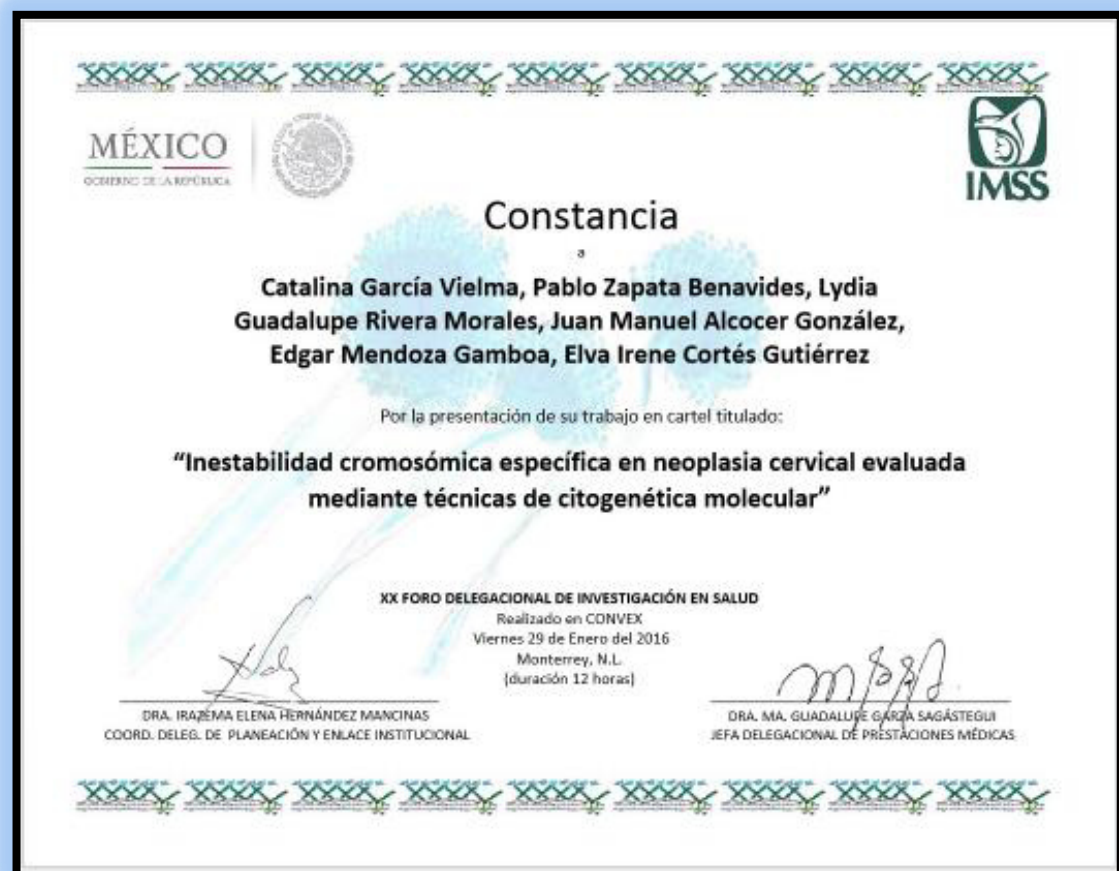 MÉXICO
GOBIERNO DE LA REPÚBLICA
IMSS
Constancia
a
Catalina García Vielma, Pablo Zapata Benavides, Lydia
Guadalupe Rivera Morales, Juan Manuel Alcocer González,
Edgar Mendoza Gamboa, Elva Irene Cortés Gutiérrez
Por la presentación de su trabajo en cartel titulado:
“Inestabilidad cromosómica específica en neoplasia cervical evaluada
mediante técnicas de citogenética molecular”
XX FORO DELEGACIONAL DE INVESTIGACIÓN EN SALUD
Realizado en CONVEX
Viernes 29 de Enero del 2016
Monterrey, N.L.
(duración 12 horas)
DRA. IRAZEMA ELENA HERNÁNDEZ MANCINAS
COORD. DELEG. DE PLANEACIÓN Y ENLACE INSTITUCIONAL
DRA. MA. GUADALUPE GARZA SAGÁSTEGUI
JEFA DELEGACIONAL DE PRESTACIONES MÉDICAS